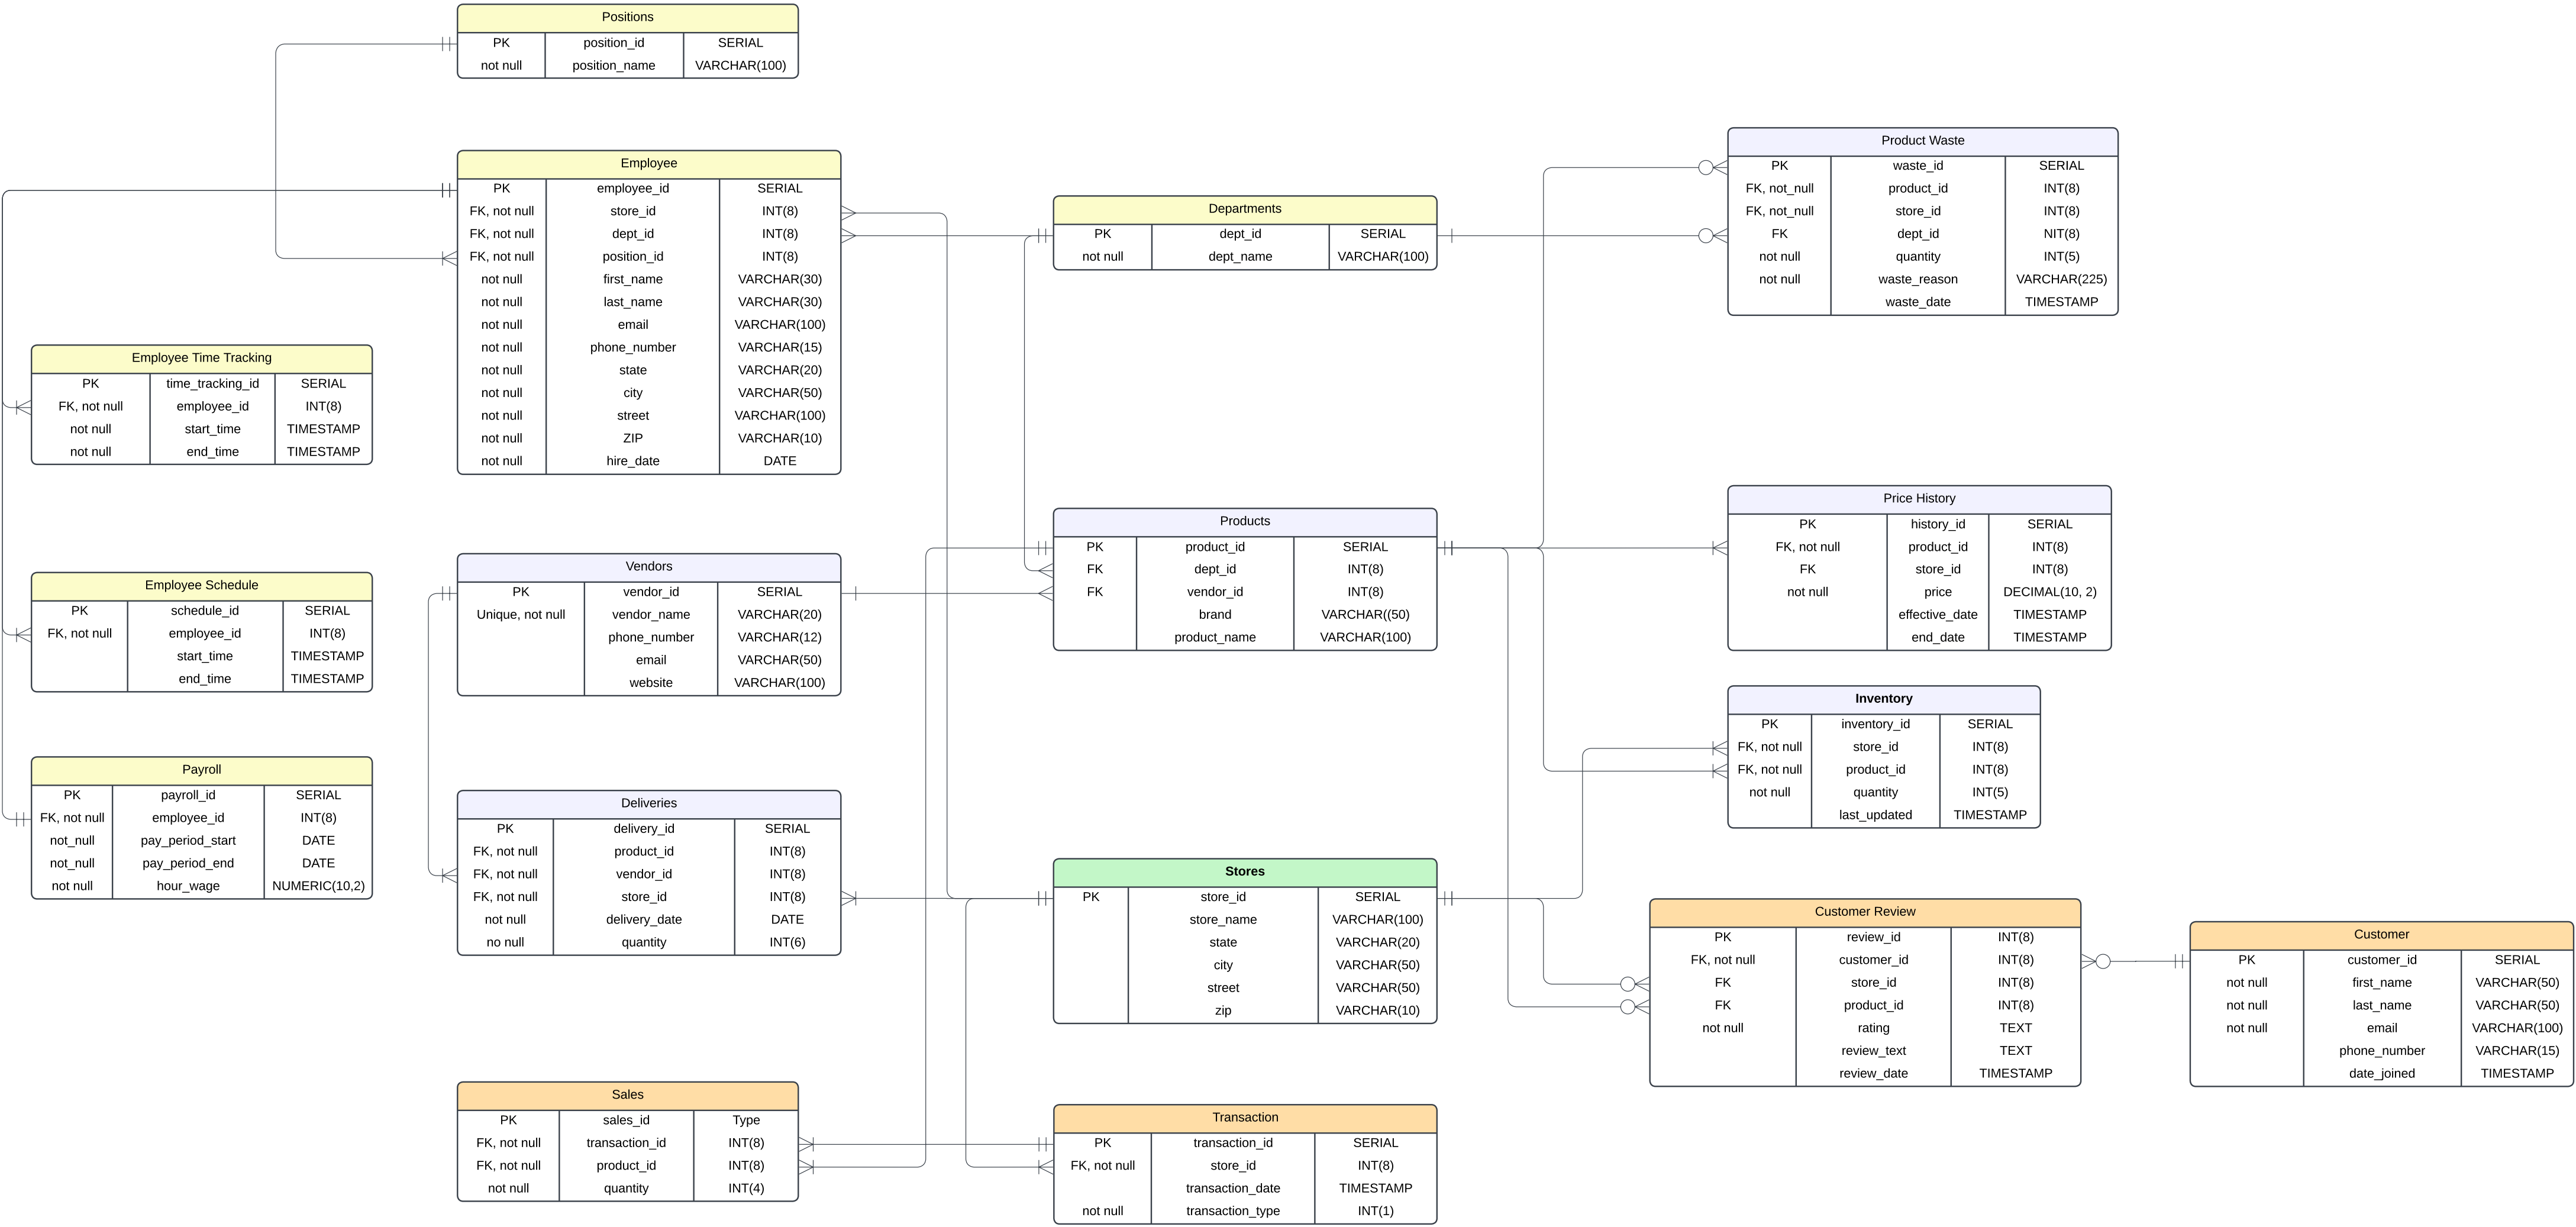 Positions
PK position_id SERIAL
not null position_name VARCHAR(100)
Employee
PK employee_id SERIAL
FK, not null store_id INT(8)
FK, not null dept_id INT(8)
FK, not null position_id INT(8)
not null first_name VARCHAR(30)
not null last_name VARCHAR(30)
not null email VARCHAR(100)
not null phone_number VARCHAR(15)
not null state VARCHAR(20)
not null city VARCHAR(50)
not null street VARCHAR(100)
not null ZIP VARCHAR(10)
not null hire_date DATE
Departments
PK dept_id SERIAL
not null dept_name VARCHAR(100)
Product Waste
PK waste_id SERIAL
FK, not_null product_id INT(8)
FK, not_null store_id INT(8)
FK dept_id NIT(8)
not null quantity INT(5)
not null waste_reason VARCHAR(225)
waste_date TIMESTAMP
Employee Time Tracking
PK time_tracking_id SERIAL
FK, not null employee_id INT(8)
not null start_time TIMESTAMP
not null end_time TIMESTAMP
Employee Schedule
PK schedule_id SERIAL
FK, not null employee_id INT(8)
start_time TIMESTAMP
end_time TIMESTAMP
Payroll
PK payroll_id SERIAL
FK, not null employee_id INT(8)
not_null pay_period_start DATE
not_null pay_period_end DATE
not null hour_wage NUMERIC(10,2)
Vendors
PK vendor_id SERIAL
Unique, not null vendor_name VARCHAR(20)
phone_number VARCHAR(12)
email VARCHAR(50)
website VARCHAR(100)
Products
PK product_id SERIAL
FK dept_id INT(8)
FK vendor_id INT(8)
brand VARCHAR((50)
product_name VARCHAR(100)
Price History
PK history_id SERIAL
FK, not null product_id INT(8)
FK store_id INT(8)
not null price DECIMAL(10, 2)
effective_date TIMESTAMP
end_date TIMESTAMP
Inventory
PK inventory_id SERIAL
FK, not null store_id INT(8)
FK, not null product_id INT(8)
not null quantity INT(5)
last_updated TIMESTAMP
Deliveries
PK delivery_id SERIAL
FK, not null product_id INT(8)
FK, not null vendor_id INT(8)
FK, not null store_id INT(8)
not null delivery_date DATE
no null quantity INT(6)
Stores
PK store_id SERIAL
store_name VARCHAR(100)
state VARCHAR(20)
city VARCHAR(50)
street VARCHAR(50)
zip VARCHAR(10)
Customer Review
PK review_id INT(8)
FK, not null customer_id INT(8)
FK store_id INT(8)
FK product_id INT(8)
not null rating TEXT
review_text TEXT
review_date TIMESTAMP
Customer
PK customer_id SERIAL
not null first_name VARCHAR(50)
not null last_name VARCHAR(50)
not null email VARCHAR(100)
phone_number VARCHAR(15)
date_joined TIMESTAMP
Sales
PK sales_id Type
FK, not null transaction_id INT(8)
FK, not null product_id INT(8)
not null quantity INT(4)
Transaction
PK transaction_id SERIAL
FK, not null store_id INT(8)
transaction_date TIMESTAMP
not null transaction_type INT(1)